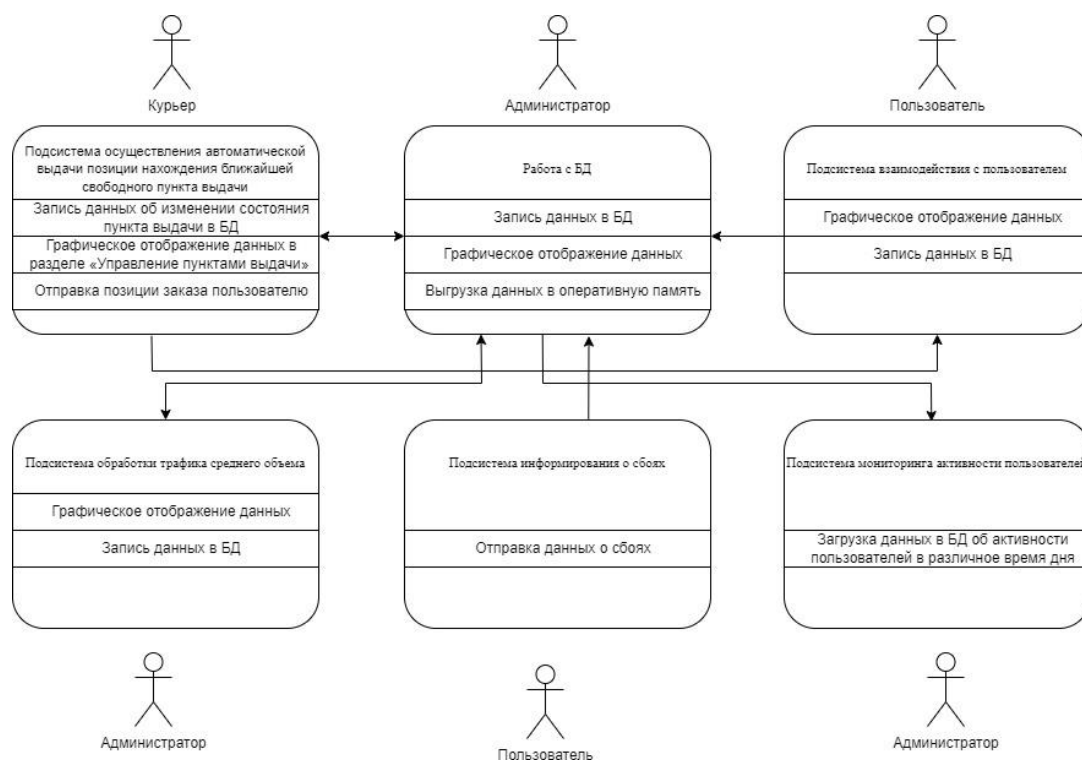 Курьер
Администратор
Пользователь
Подсистема осуществления автоматической
выдачи позиции нахождения ближайшей
свободного пункта выдачи
Запись данных об изменении состояния
пункта выдачи в БД
Графическое отображение данных в
разделе «Управление пунктами выдачи»
Отправка позиции заказа пользователю
Работа с БД
Запись данных в БД
Графическое отображение данных
Выгрузка данных в оперативную память
Подсистема взаимодействия с пользователем
Графическое отображение данных
Запись данных в БД
Подсистема обработки трафика среднего объема
Графическое отображение данных
Запись данных в БД
Подсистема информирования о сбоях
Отправка данных о сбоях
Подсистема мониторинга активности пользователей
Загрузка данных в БД об активности
пользователей в различное время дня
Администратор
Пользователь
Администратор